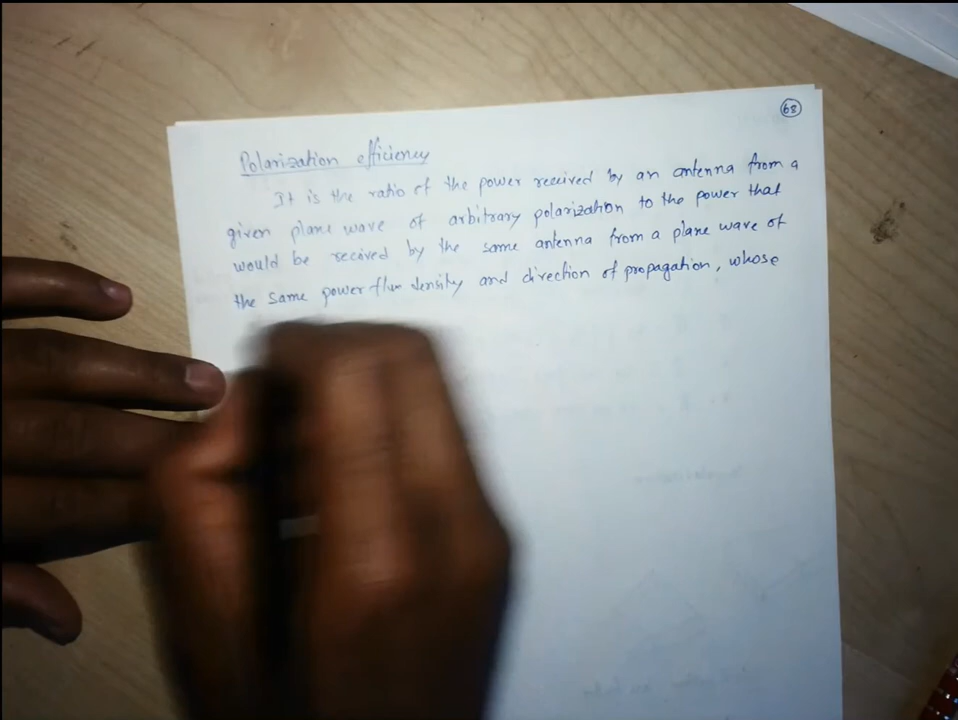 68
Polarization efficiency
It is the ratio of the power received by an antenna from a
given plane wave of arbitrary polarization to the power that
would be received by the same antenna from a plane wave of
the same power flux density and direction of propagation, whose